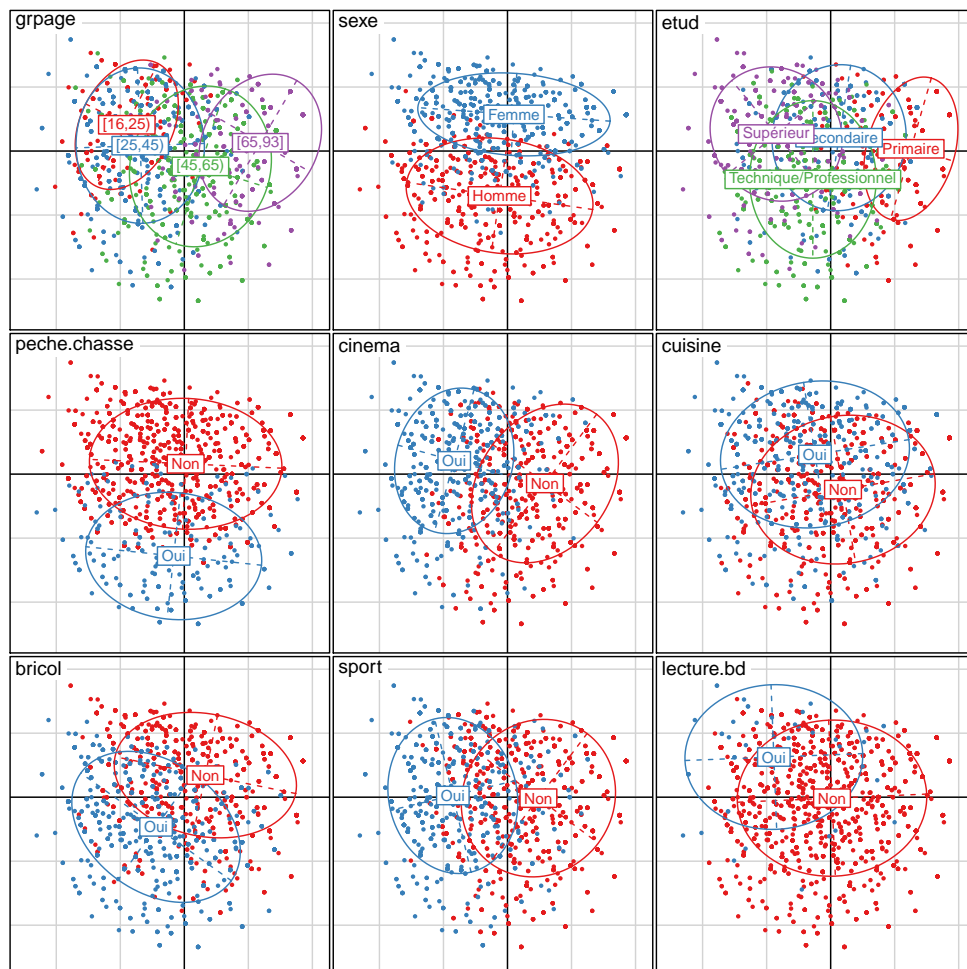 grpage
[16,25)
[25,45)
[45,65)
[65,93]
sexe
Femme
Homme
etud
Supérieur
econdaire
Primaire
Technique/Professionnel
peche.chasse
Non
Oui
cinema
Oui
Non
cuisine
Oui
Non
bricol
Non
Oui
sport
Oui
Non
lecture.bd
Oui
Non